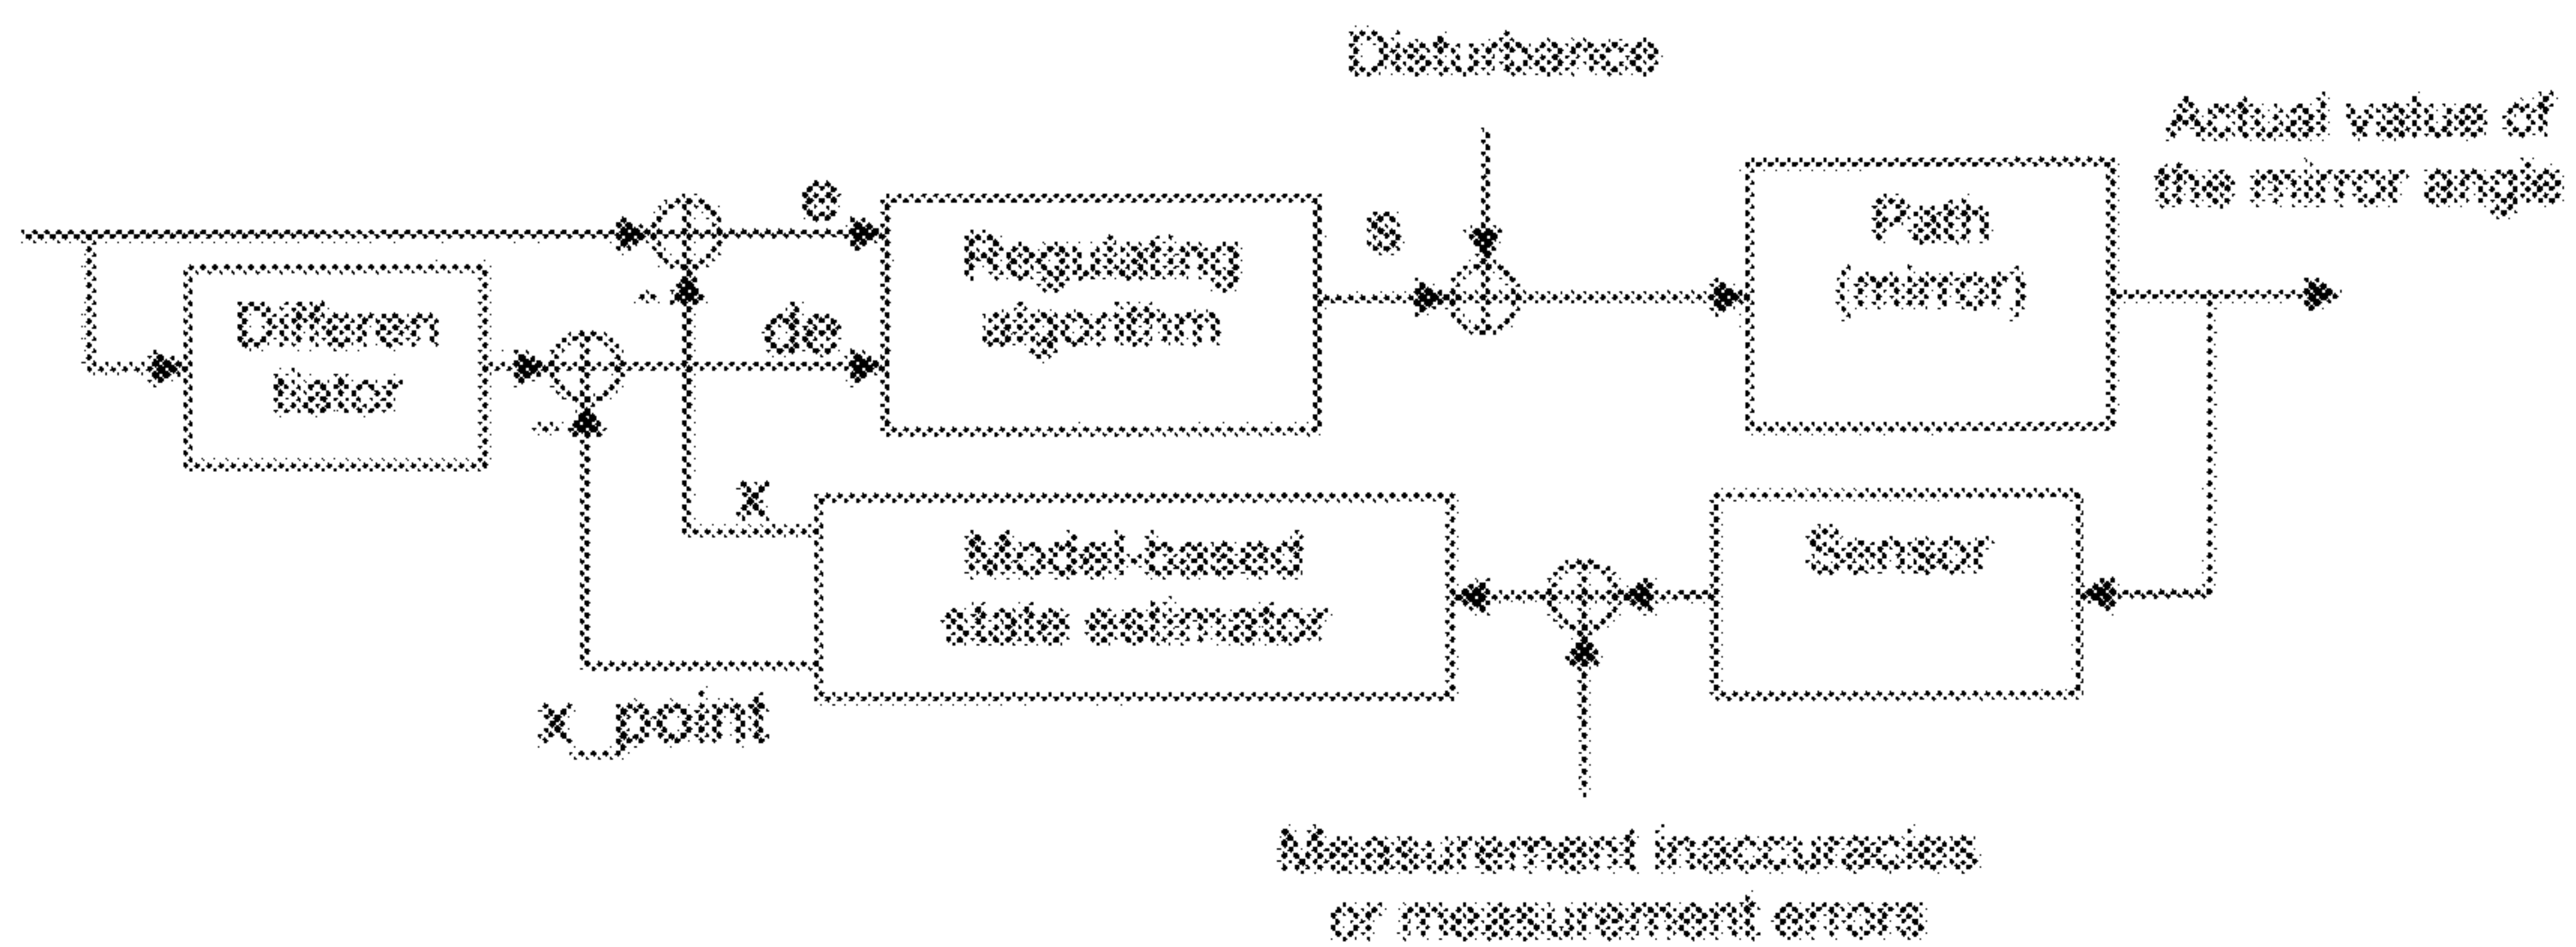 Disturbance
Actual value of
the mirror angle
e
Regulating
algorithm
s
Path
(mirror)
Differen
tiator
-
de
-
x
Model-based
state estimator
Sensor
x_point
Measurement inaccuracies
or measurement errors